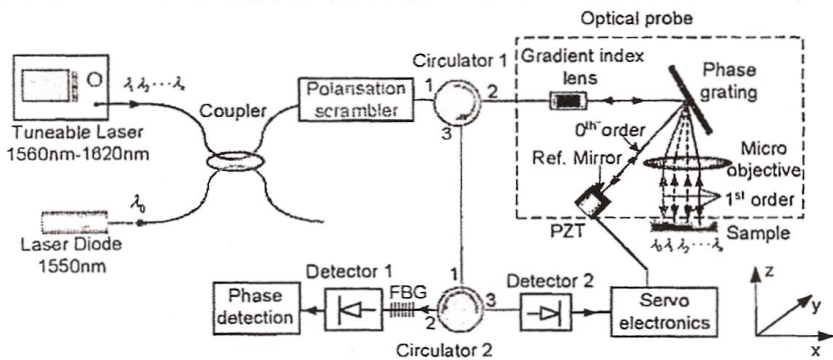 Optical probe
Circulator 1
Gradient index
lens
Phase
grating
λ₁ λ₂ ⋯ λₙ
Coupler
Polarisation
scrambler
1
2
3
Tuneable Laser
1560nm-1620nm
0th- order
Ref. Mirror
Micro
objective
1st order
λ₀
PZT
Sample
λ₀ λ₁ λ₂ ⋯ λₙ
Laser Diode
1550nm
Detector 1
1
Detector 2
Phase
detection
FBG
2
3
Servo
electronics
Circulator 2
z
y
x